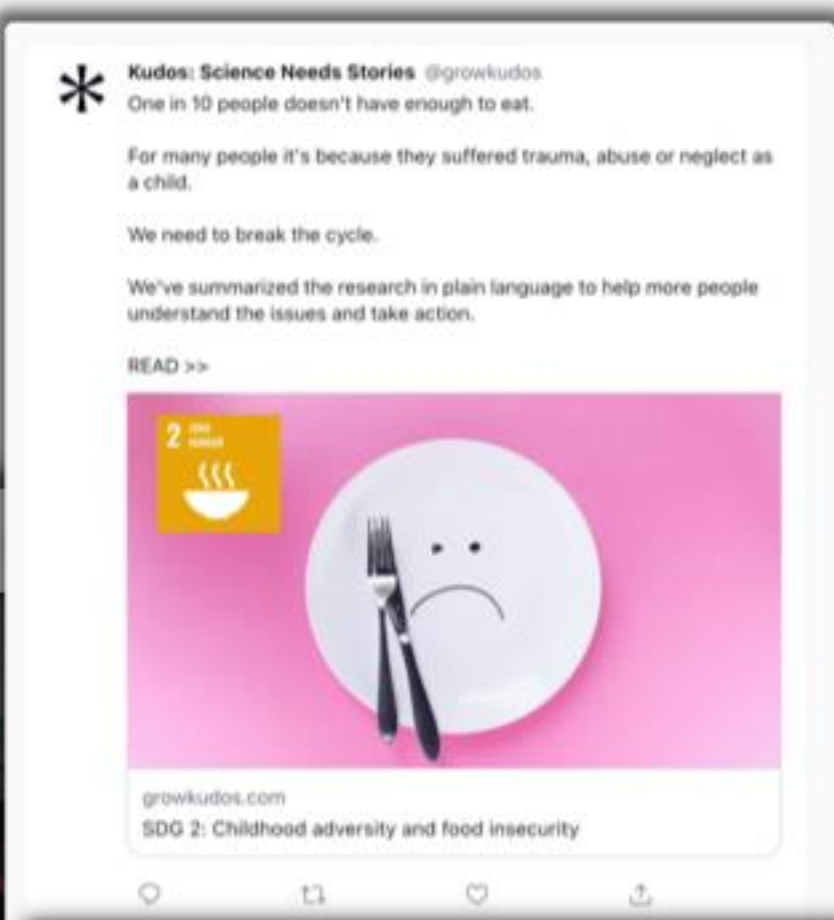 Kudos: Science Needs Stories @growkudos
One in 10 people doesn't have enough to eat.
For many people it's because they suffered trauma, abuse or neglect as
a child.
We need to break the cycle.
We've summarized the research in plain language to help more people
understand the issues and take action.
READ >>
2 ZERO
HUNGER
growkudos.com
SDG 2: Childhood adversity and food insecurity